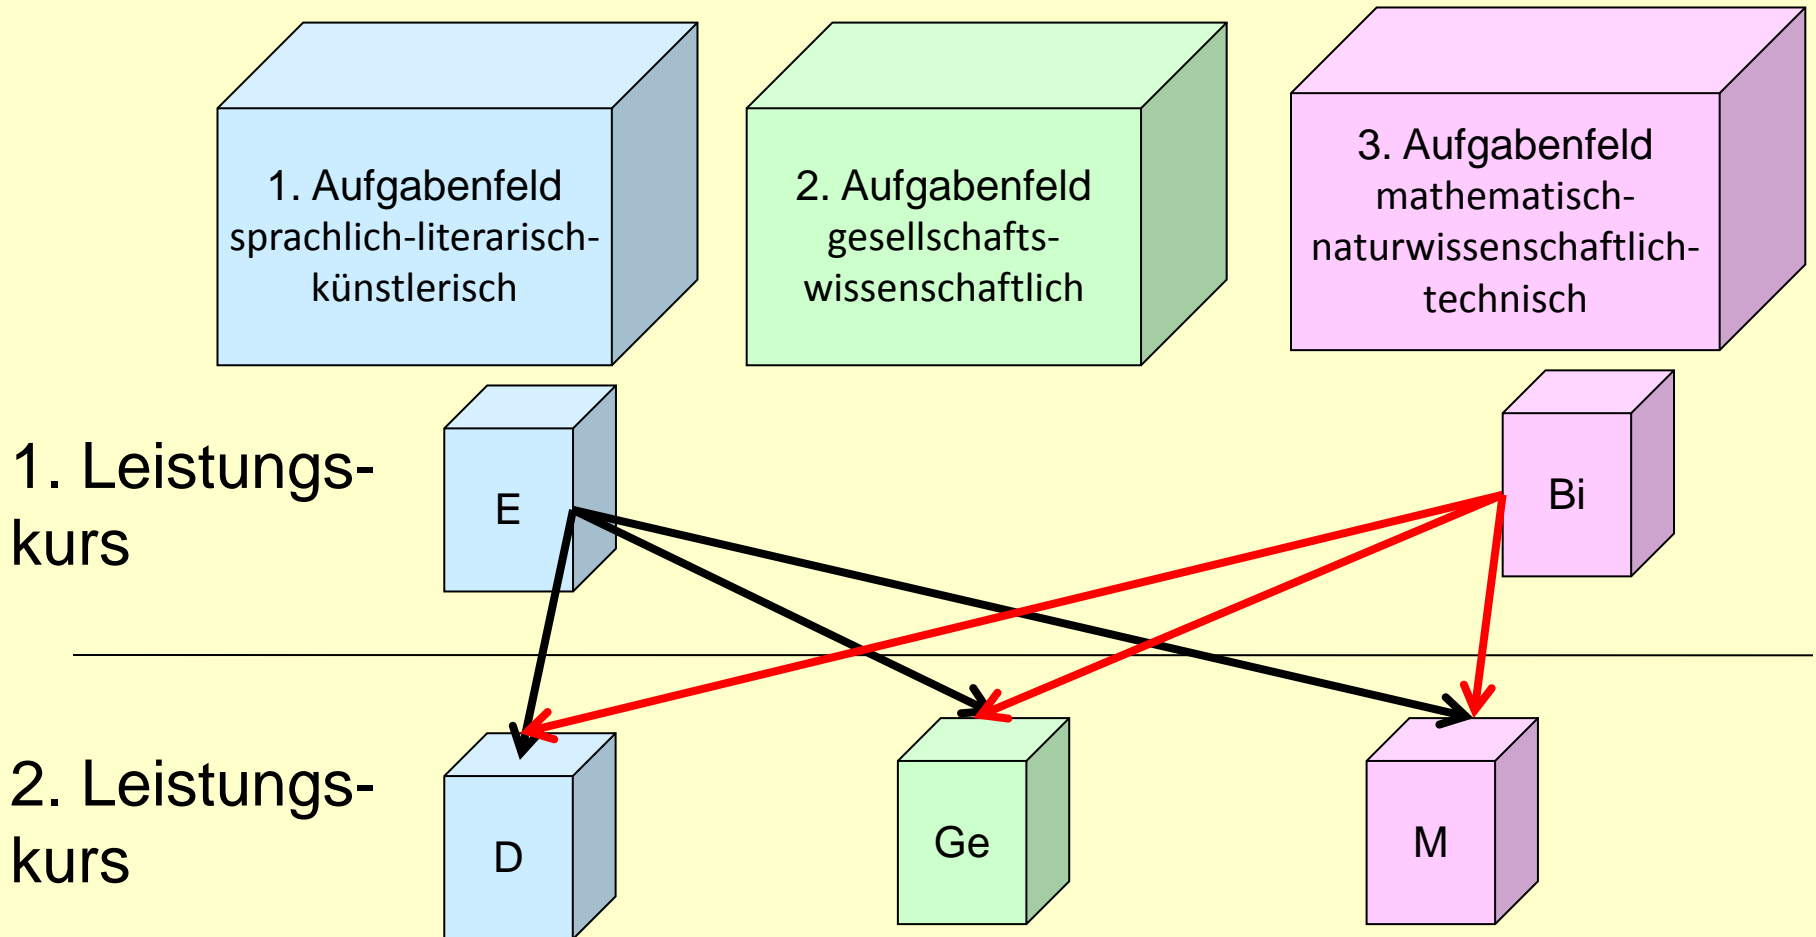 1. Aufgabenfeld
sprachlich-literarisch-
künstlerisch
2. Aufgabenfeld
gesellschafts-
wissenschaftlich
3. Aufgabenfeld
mathematisch-
naturwissenschaftlich-
technisch
1. Leistungs-
kurs
E
Bi
2. Leistungs-
kurs
D
Ge
M